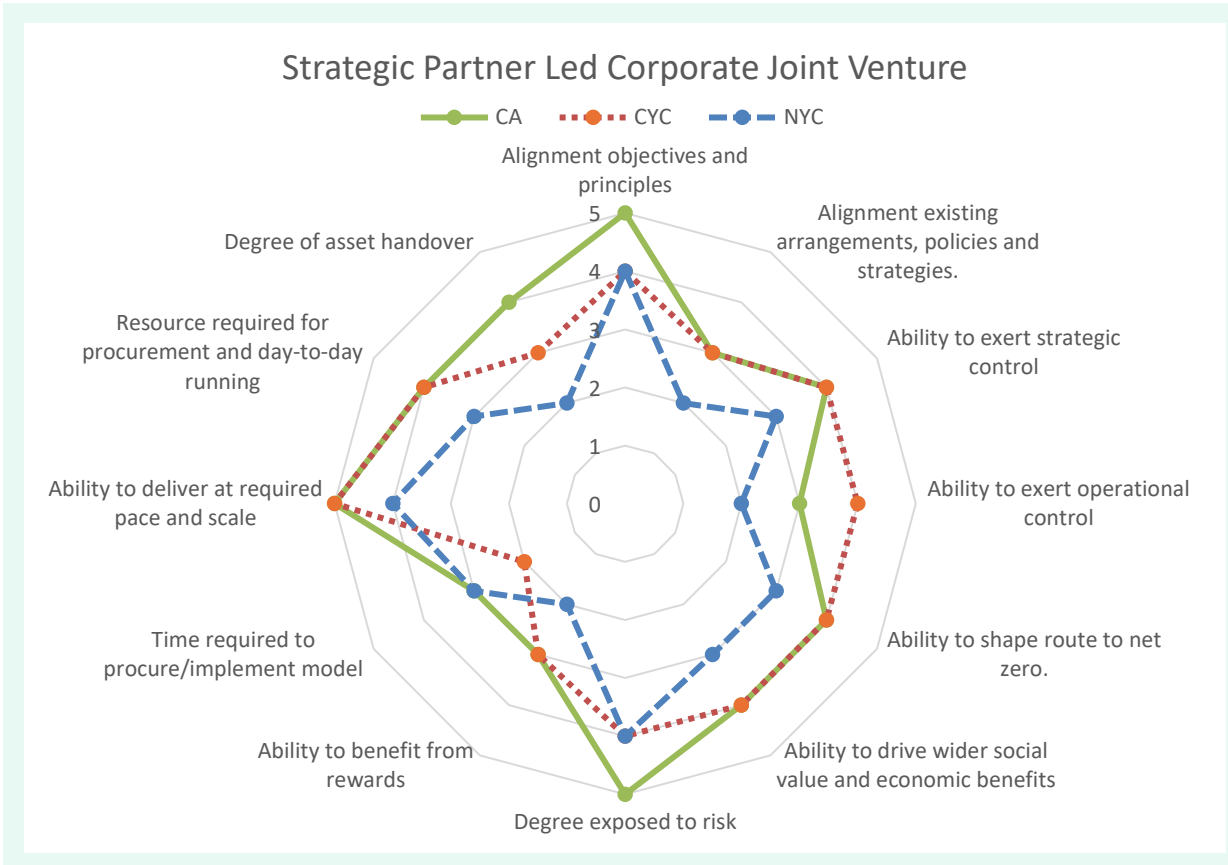 Strategic Partner Led Corporate Joint Venture
CA
CYC
NYC
Alignment objectives and
principles
Alignment existing
arrangements, policies and
strategies.
Ability to exert strategic
control
Ability to exert operational
control
Ability to shape route to net
zero.
Ability to drive wider social
value and economic benefits
Degree exposed to risk
Ability to benefit from
rewards
Time required to
procure/implement model
Ability to deliver at required
pace and scale
Resource required for
procurement and day-to-day
running
Degree of asset handover
5
4
3
2
1
0